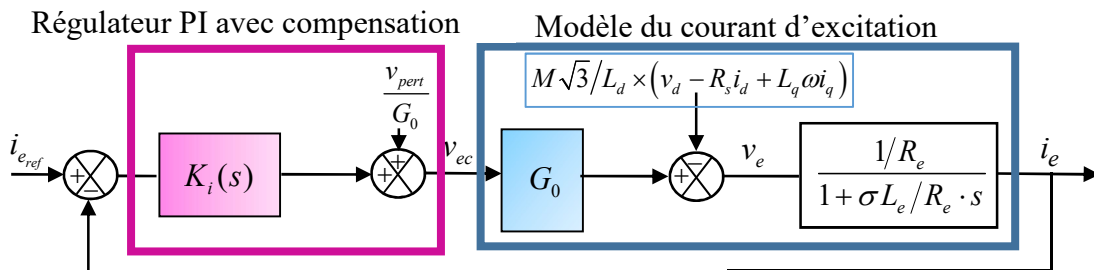 Régulateur PI avec compensation
Modèle du courant d'excitation
M√3/L_d × (v_d − R_s i_d + L_q ω i_q)
v_pert
G_0
i_e_ref
+
−
K_i(s)
+
+
v_ec
G_0
+
−
v_e
1/R_e
1 + σ L_e/R_e · s
i_e